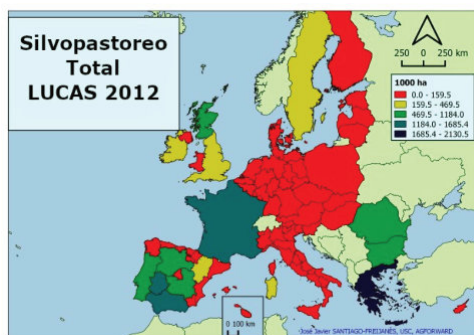 Silvopastoreo
Total
LUCAS 2012
250 0 250 km
1000 ha
0.0 - 159.5
159.5 - 469.5
469.5 - 1184.0
1184.0 - 1685.4
1685.4 - 2130.5
0 100 km
José Javier SANTIAGO-FREIJANES, USC, AGFORWARD